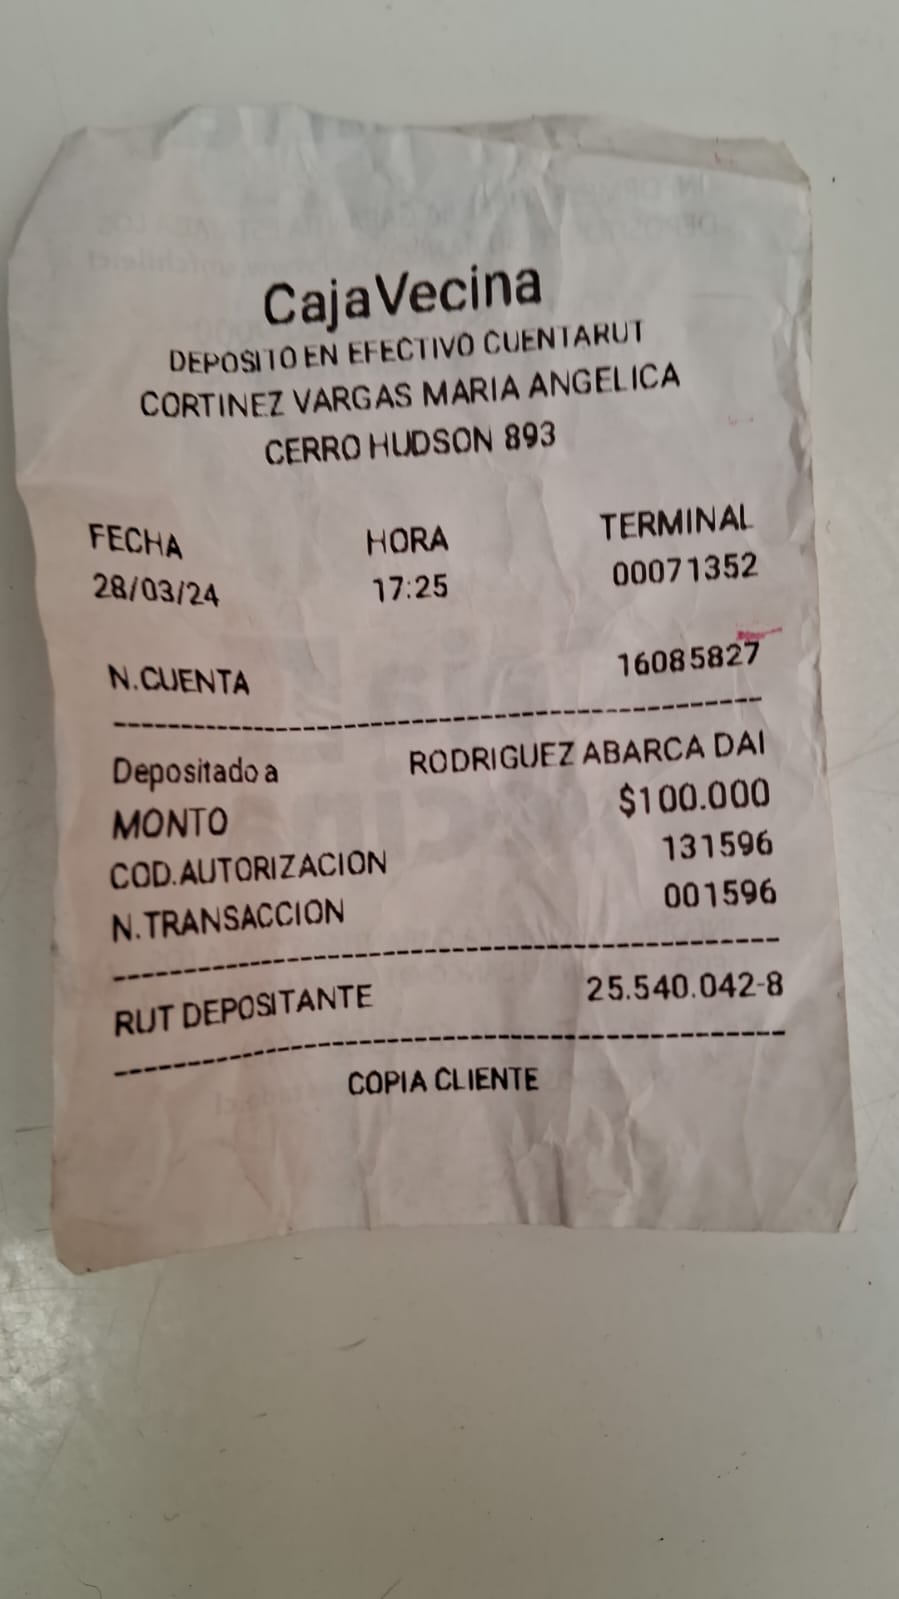 CajaVecina
DEPOSITO EN EFECTIVO CUENTARUT
CORTINEZ VARGAS MARIA ANGELICA
CERRO HUDSON 893
FECHA HORA TERMINAL
28/03/24 17:25 00071352
N.CUENTA 16085827
Depositado a RODRIGUEZ ABARCA DAI
MONTO $100.000
COD.AUTORIZACION 131596
N.TRANSACCION 001596
RUT DEPOSITANTE 25.540.042-8
COPIA CLIENTE